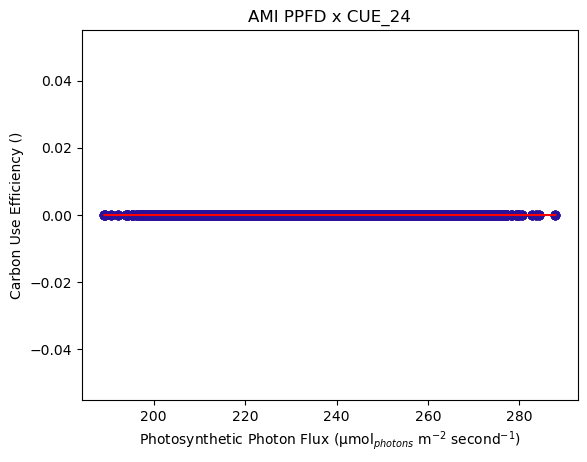 AMI PPFD x CUE_24
Carbon Use Efficiency ()
0.04
0.02
0.00
−0.02
−0.04
200 220 240 260 280
Photosynthetic Photon Flux (μmol$_{photons}$ m$^{-2}$ second$^{-1}$)